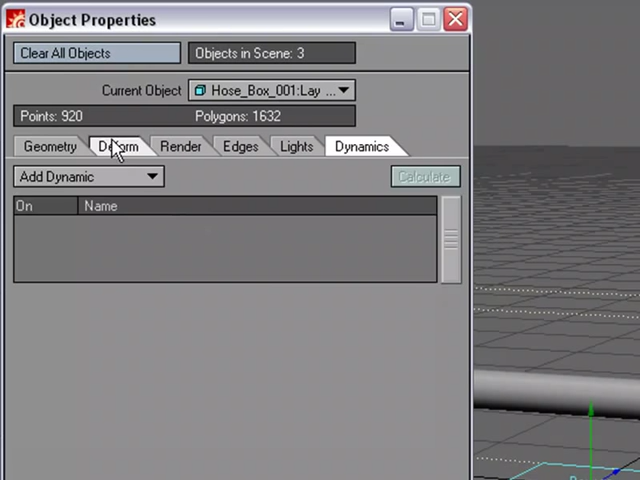 Object Properties
Clear All Objects
Objects in Scene: 3
Current Object
Hose_Box_001:Lay ...
Points: 920
Polygons: 1632
Geometry
Deform
Render
Edges
Lights
Dynamics
Add Dynamic
Calculate
On
Name